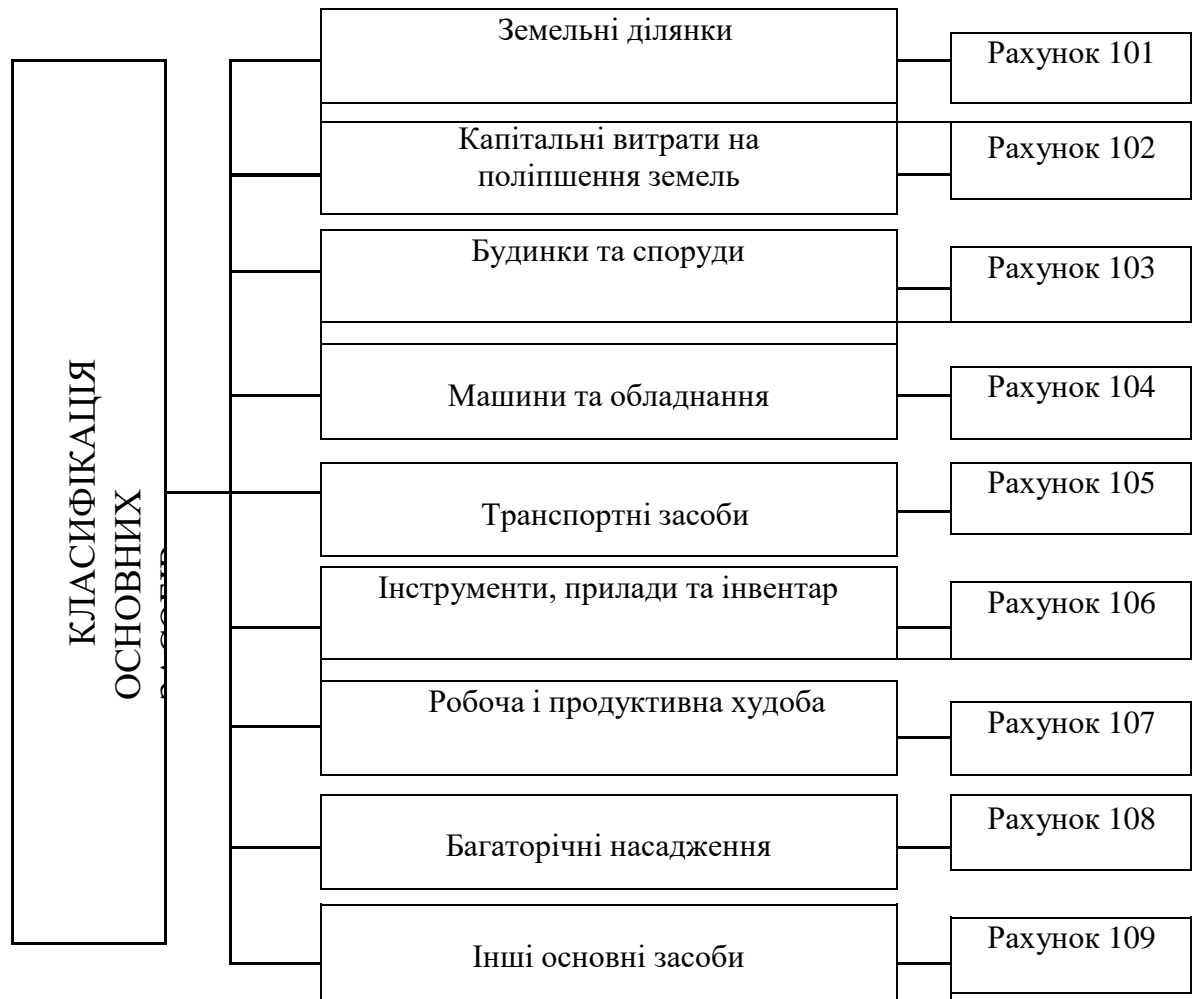 КЛАСИФІКАЦІЯ
ОСНОВНИХ
Земельні ділянки
Рахунок 101
Капітальні витрати на
поліпшення земель
Рахунок 102
Будинки та споруди
Рахунок 103
Машини та обладнання
Рахунок 104
Транспортні засоби
Рахунок 105
Інструменти, прилади та інвентар
Рахунок 106
Робоча і продуктивна худоба
Рахунок 107
Багаторічні насадження
Рахунок 108
Інші основні засоби
Рахунок 109